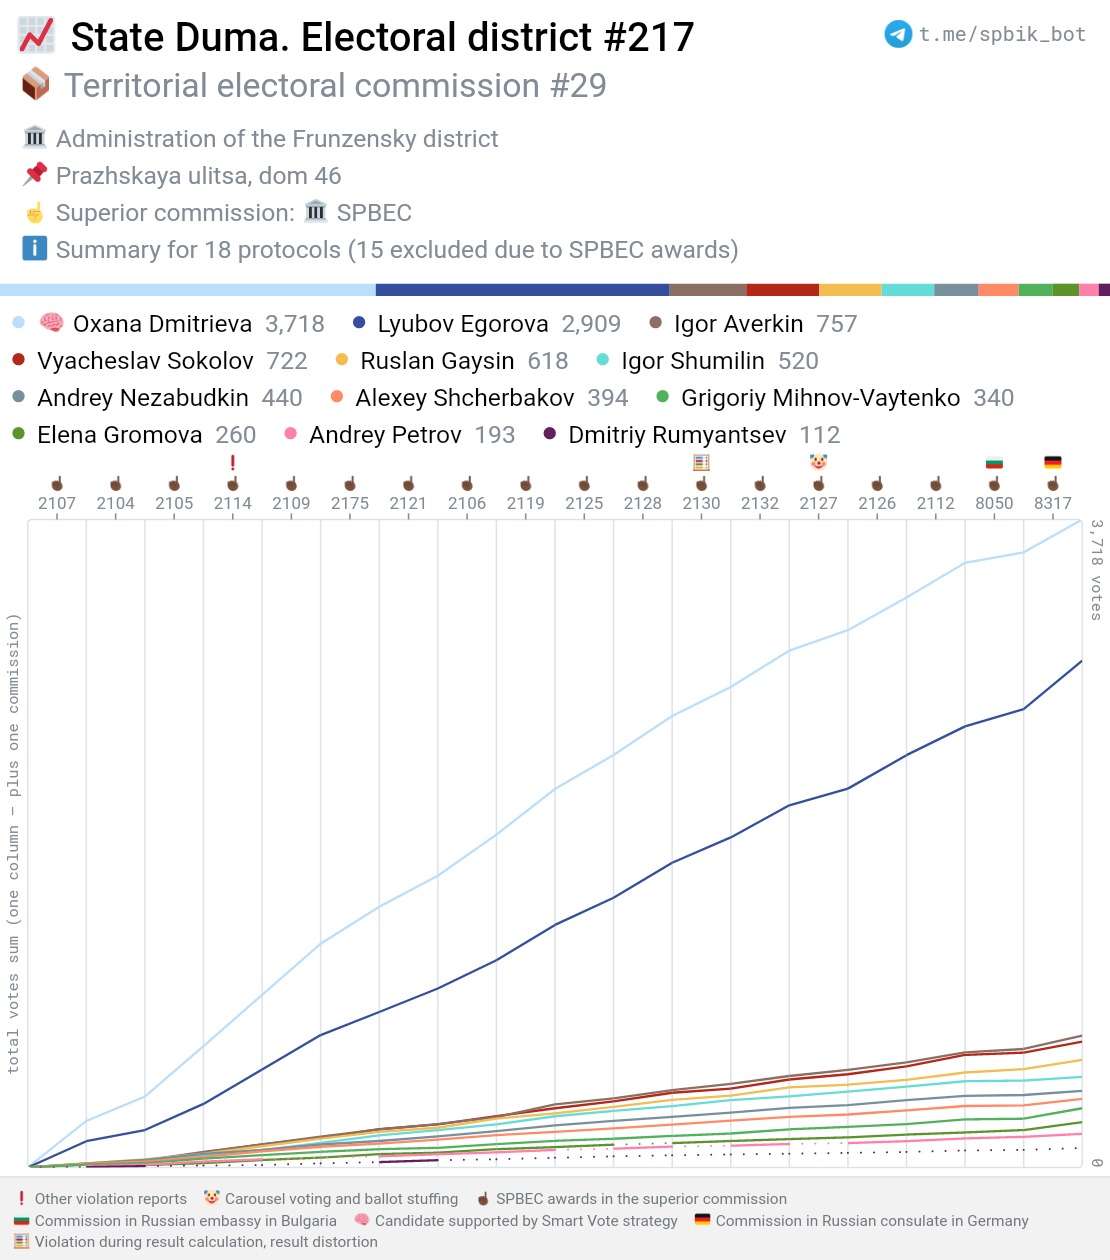 State Duma. Electoral district #217
t.me/spbik_bot
Territorial electoral commission #29
Administration of the Frunzensky district
Prazhskaya ulitsa, dom 46
Superior commission: SPBEC
Summary for 18 protocols (15 excluded due to SPBEC awards)
Oxana Dmitrieva 3,718 Lyubov Egorova 2,909 Igor Averkin 757
Vyacheslav Sokolov 722 Ruslan Gaysin 618 Igor Shumilin 520
Andrey Nezabudkin 440 Alexey Shcherbakov 394 Grigoriy Mihnov-Vaytenko 340
Elena Gromova 260 Andrey Petrov 193 Dmitriy Rumyantsev 112
2107 2104 2105 2114 2109 2175 2121 2106 2119 2125 2128 2130 2132 2127 2126 2112 8050 8317
3,718 votes
total votes sum (one column – plus one commission)
0
Other violation reports Carousel voting and ballot stuffing SPBEC awards in the superior commission
Commission in Russian embassy in Bulgaria Candidate supported by Smart Vote strategy Commission in Russian consulate in Germany
Violation during result calculation, result distortion